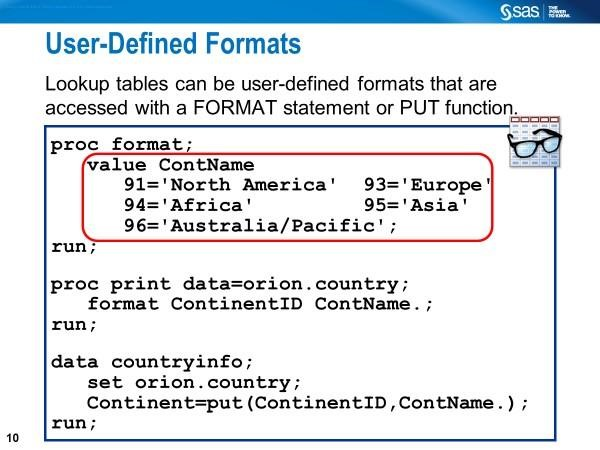 sas THE
POWER
TO KNOW.
User-Defined Formats
Lookup tables can be user-defined formats that are
accessed with a FORMAT statement or PUT function.
proc format;
value ContName
91='North America' 93='Europe'
94='Africa' 95='Asia'
96='Australia/Pacific';
run;
proc print data=orion.country;
format ContinentID ContName.;
run;
data countryinfo;
set orion.country;
Continent=put(ContinentID,ContName.);
run;
10